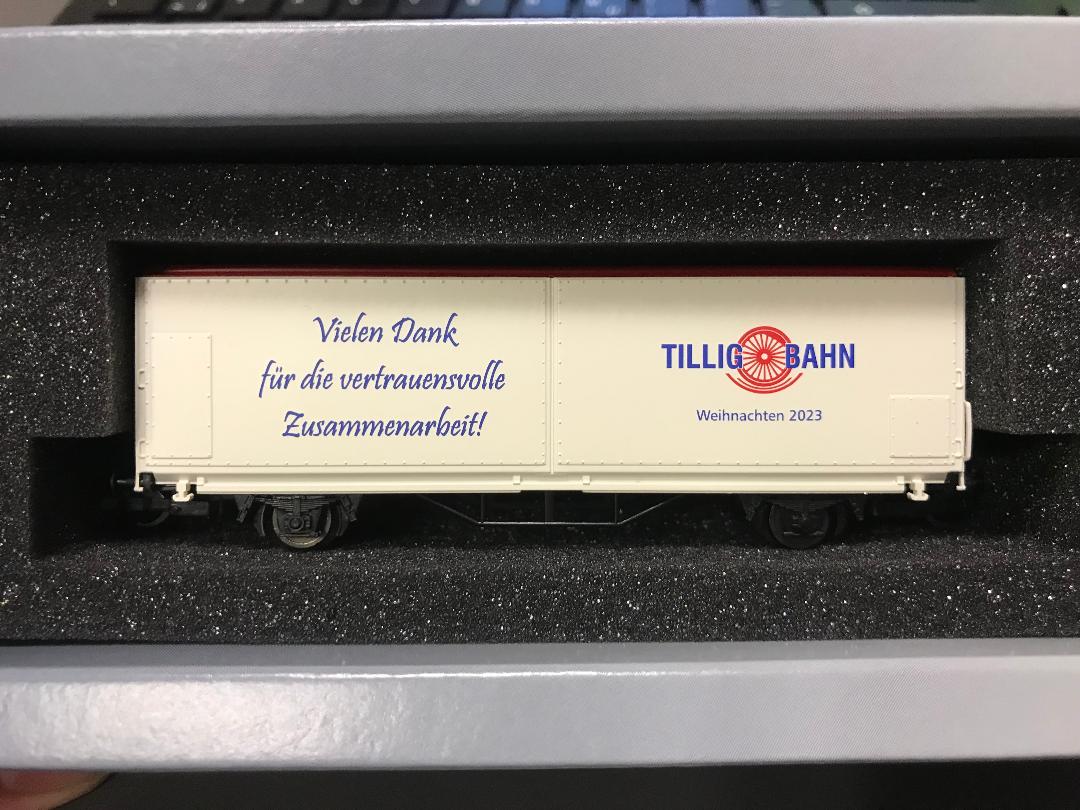 Vielen Dank
für die vertrauensvolle
Zusammenarbeit!
TILLIG BAHN
Weihnachten 2023